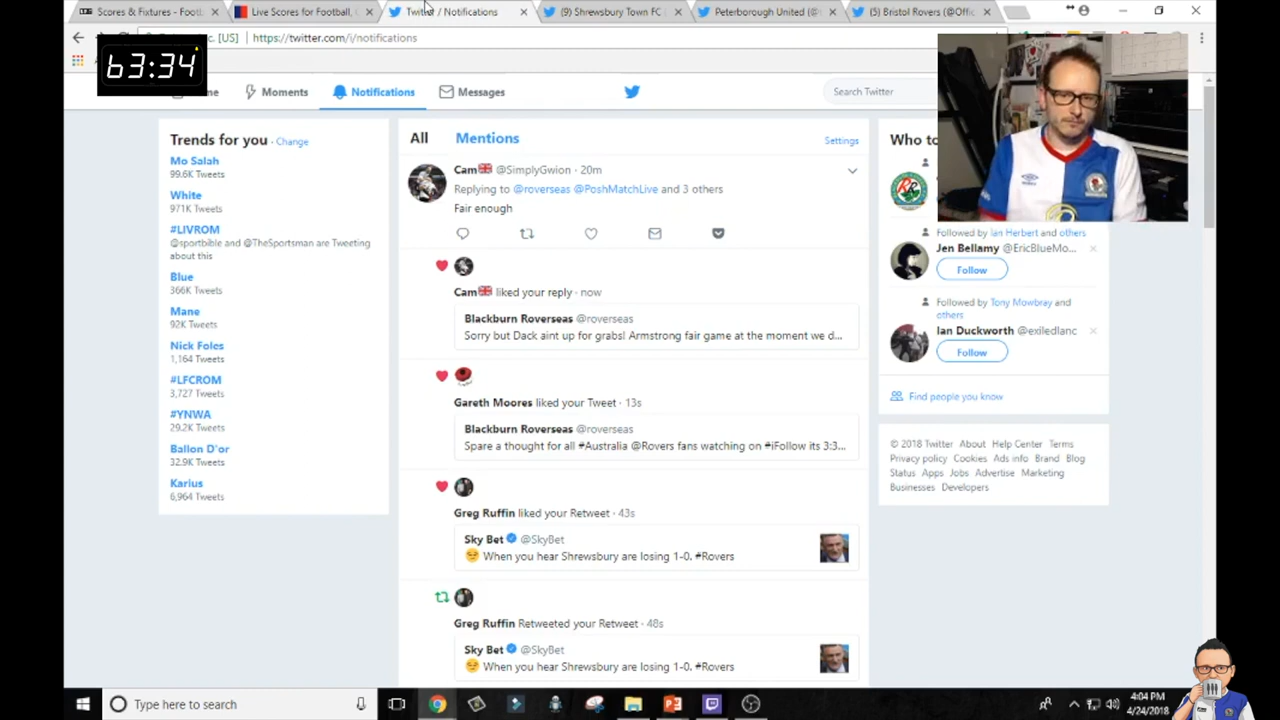 Scores & Fixtures - Footb
Live Scores for Football,
Twitter / Notifications
(9) Shrewsbury Town FC
Peterborough United (@
(5) Bristol Rovers (@Offic
[US]
https://twitter.com/i/notifications
63:34
Moments
Notifications
Messages
Search Twitter
Trends for you · Change
Mo Salah
99.6K Tweets
White
971K Tweets
#LIVROM
@sportbible and @TheSportsman are Tweeting
about this
Blue
366K Tweets
Mane
92K Tweets
Nick Foles
1,164 Tweets
#LFCROM
3,727 Tweets
#YNWA
29.2K Tweets
Ballon D'or
32.9K Tweets
Karius
6,964 Tweets
All
Mentions
Settings
Cam🇬🇧 @SimplyGwion · 20m
Replying to @roverseas @PoshMatchLive and 3 others
Fair enough
Cam🇬🇧 liked your reply · now
Blackburn Roverseas @roverseas
Sorry but Dack aint up for grabs! Armstrong fair game at the moment we d...
Gareth Moores liked your Tweet · 13s
Blackburn Roverseas @roverseas
Spare a thought for all #Australia @Rovers fans watching on #iFollow its 3:3...
Greg Ruffin liked your Retweet · 43s
Sky Bet @SkyBet
😏 When you hear Shrewsbury are losing 1-0. #Rovers
Greg Ruffin Retweeted your Retweet · 48s
Sky Bet @SkyBet
😏 When you hear Shrewsbury are losing 1-0. #Rovers
Who to
Followed by Ian Herbert and others
Jen Bellamy @EricBlueMo...
Follow
Followed by Tony Mowbray and
others
Ian Duckworth @exiledlanc
Follow
Find people you know
© 2018 Twitter About Help Center Terms
Privacy policy Cookies Ads info Brand Blog
Status Apps Jobs Advertise Marketing
Businesses Developers
Type here to search
4:04 PM
4/24/2018